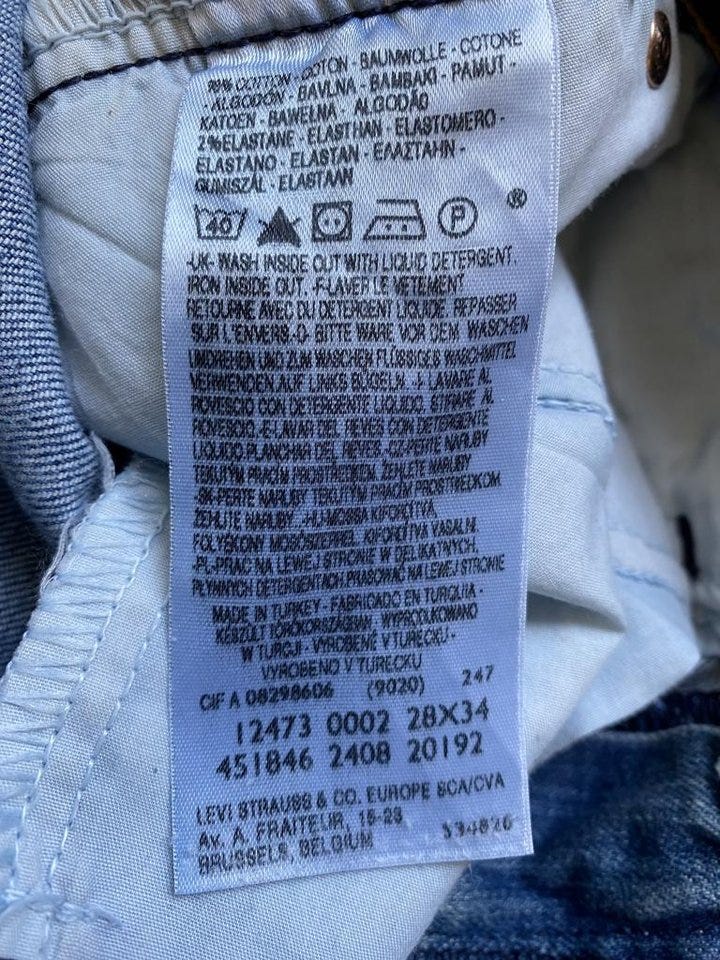 98% COTTON - COTON - BAUMWOLLE - COTONE
- ALGODÓN - BAVLNA - BAMBAKI - PAMUT -
KATOEN - BAWEŁNA - ALGODÃO
2%ELASTANE - ELASTHAN - ELASTOMERO -
ELASTANO - ELASTAN - ΕΛΑΣΤΑΗΝ -
GUMISZÁL - ELASTAAN
40 P ®
-UK- WASH INSIDE OUT WITH LIQUID DETERGENT.
IRON INSIDE OUT. -F-LAVER LE VETEMENT
RETOURNE AVEC DU DETERGENT LIQUIDE. REPASSER
SUR L'ENVERS.-D- BITTE WARE VOR DEM WASCHEN
UMDREHEN UND ZUM WASCHEN FLÜSSIGES WASCHMITTEL
VERWENDEN AUF LINKS BÜGELN. -I- LAVARE AL
ROVESCIO CON DETERGENTE LIQUIDO. STIRARE AL
ROVESCIO.-E-LAVAR DEL REVES CON DETERGENTE
LIQUIDO.PLANCHAR DEL REVES.-CZ-PERTE NARUBY
TEKUTÝM PRACÍM PROSTŘEDKEM. ŽEHLETE NARUBY
-SK-PERTE NARUBY TEKUTÝM PRACÍM PROSTRIEDKOM
ŽEHLITE NARUBY. -HU-MOSSA KIFORDÍTVA
FOLYÉKONY MOSÓSZERREL. KIFORDÍTVA VASALNI.
-PL-PRAĆ NA LEWEJ STRONIE W DELIKATNYCH,
PŁYNNYCH DETERGENTACH.PRASOWAĆ NA LEWEJ STRONIE
MADE IN TURKEY - FABRICADO EN TURQUIA -
KÉSZÜLT TÖRÖKORSZÁGBAN - WYPRODUKOWANO
W TURCJI - VYROBENÉ V TURECKU -
VYROBENO V TURECKU
CIF A 08298606 (9020) 247
12473 0002 28X34
451846 2408 20192
LEVI STRAUSS & CO. EUROPE SCA/CVA
AV. A. FRAITEUR, 15-23
BRUSSELS, BELGIUM